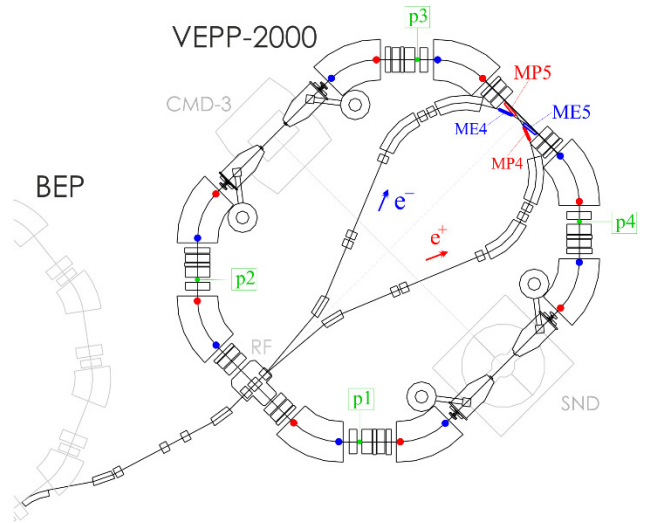 p3
VEPP-2000
CMD-3
MP5
ME5
ME4
MP4
BEP
e⁻
e⁺
p4
p2
RF
p1
SND